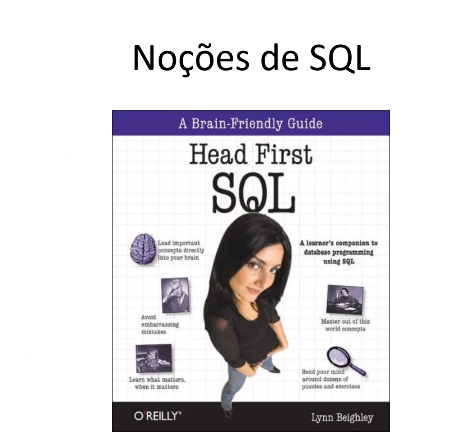 Noções de SQL
A Brain-Friendly Guide
Head First
SQL
Load important
concepts directly
into your brain
A learner's companion to
database programming
using SQL
Avoid
embarrassing
mistakes
Master out of this
world concepts
Learn what matters,
when it matters
Bend your mind
around dozens of
puzzles and exercises
O'REILLY®
Lynn Beighley